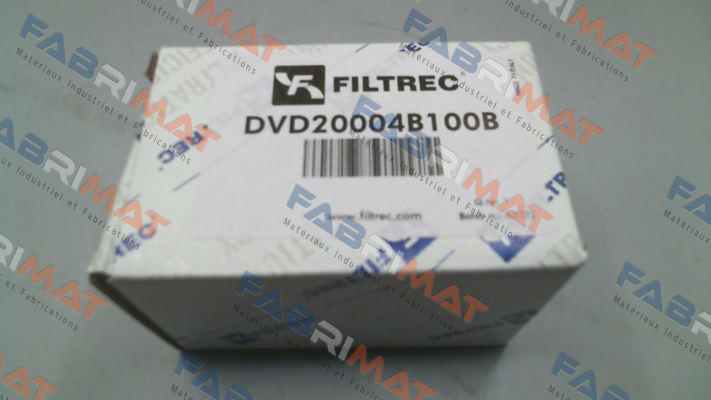 FILTREC
DVD20004B100B
www.filtrec.com
FABRIMAT
Materiaux Industriel et Fabrications